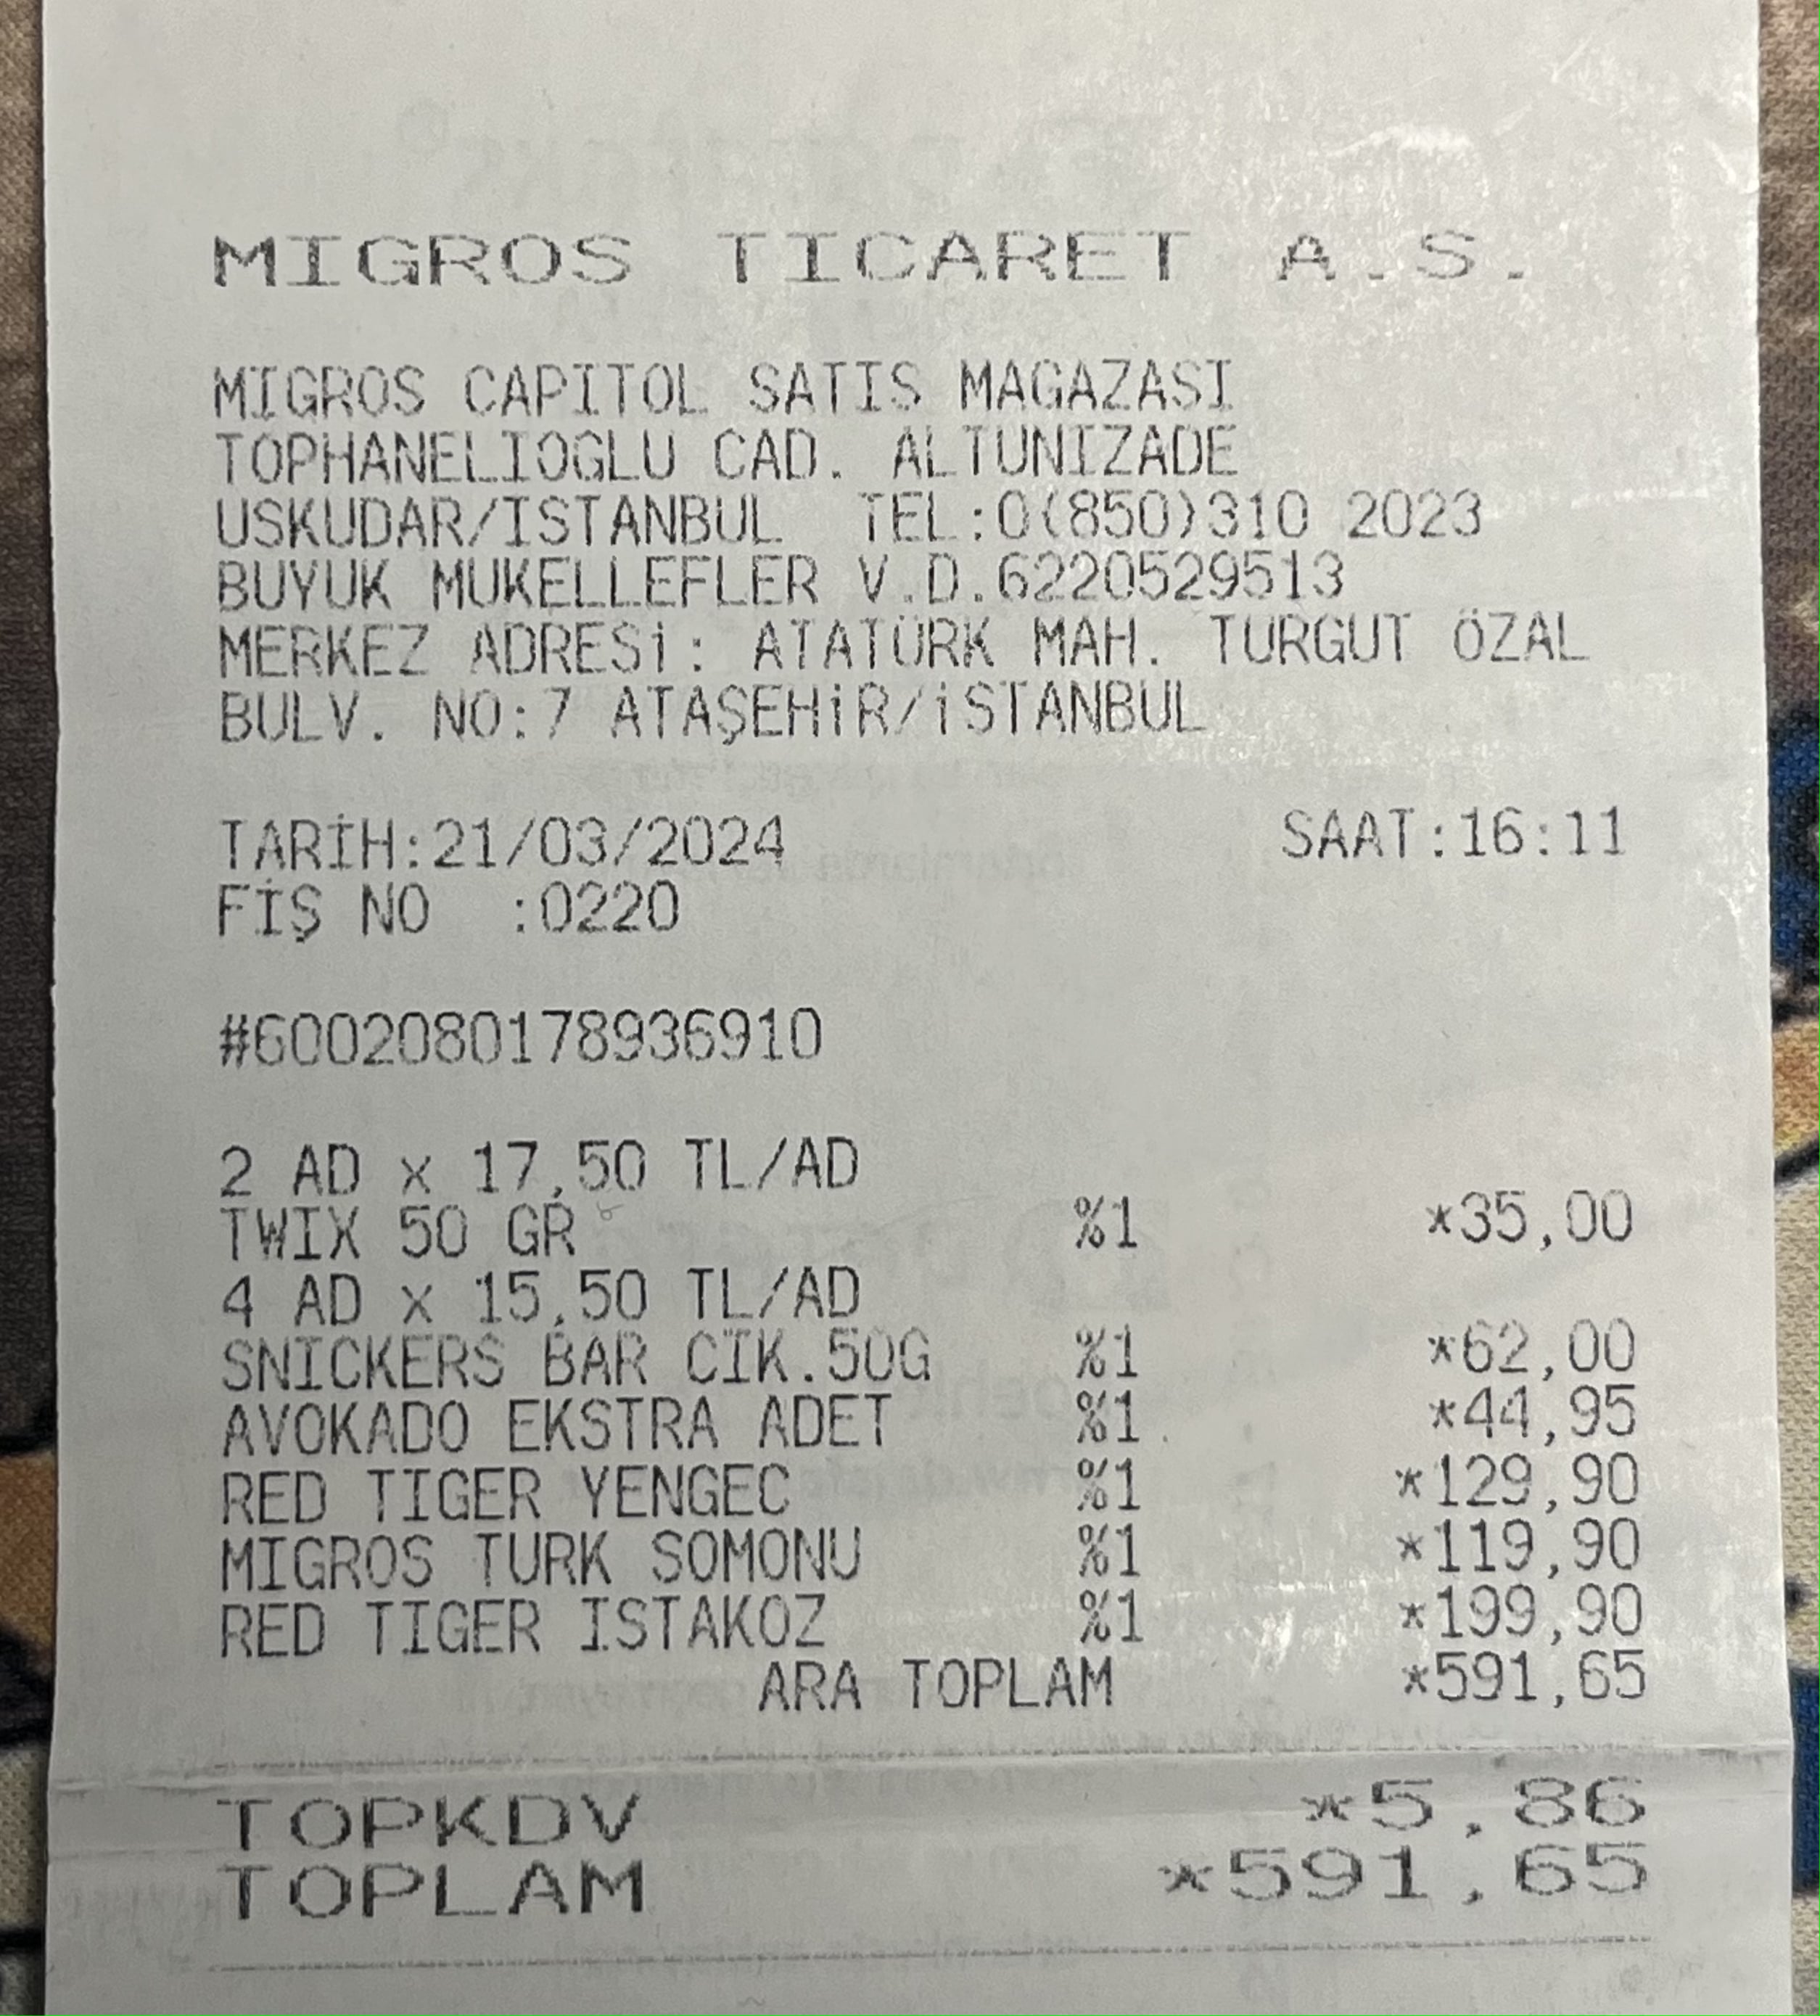 MIGROS TICARET A.S.
MIGROS CAPITOL SATIS MAGAZASI
TOPHANELIOGLU CAD. ALTUNIZADE
USKUDAR/ISTANBUL TEL:0(850)310 2023
BUYUK MUKELLEFLER V.D.6220529513
MERKEZ ADRESİ: ATATÜRK MAH. TURGUT ÖZAL
BULV. NO:7 ATAŞEHİR/İSTANBUL
TARİH:21/03/2024 SAAT:16:11
FİŞ NO :0220
#6002080178936910
2 AD x 17,50 TL/AD
TWIX 50 GR %1 *35,00
4 AD x 15,50 TL/AD
SNICKERS BAR CIK.50G %1 *62,00
AVOKADO EKSTRA ADET %1 *44,95
RED TIGER YENGEC %1 *129,90
MIGROS TURK SOMONU %1 *119,90
RED TIGER ISTAKOZ %1 *199,90
ARA TOPLAM *591,65
TOPKDV *5,86
TOPLAM *591,65